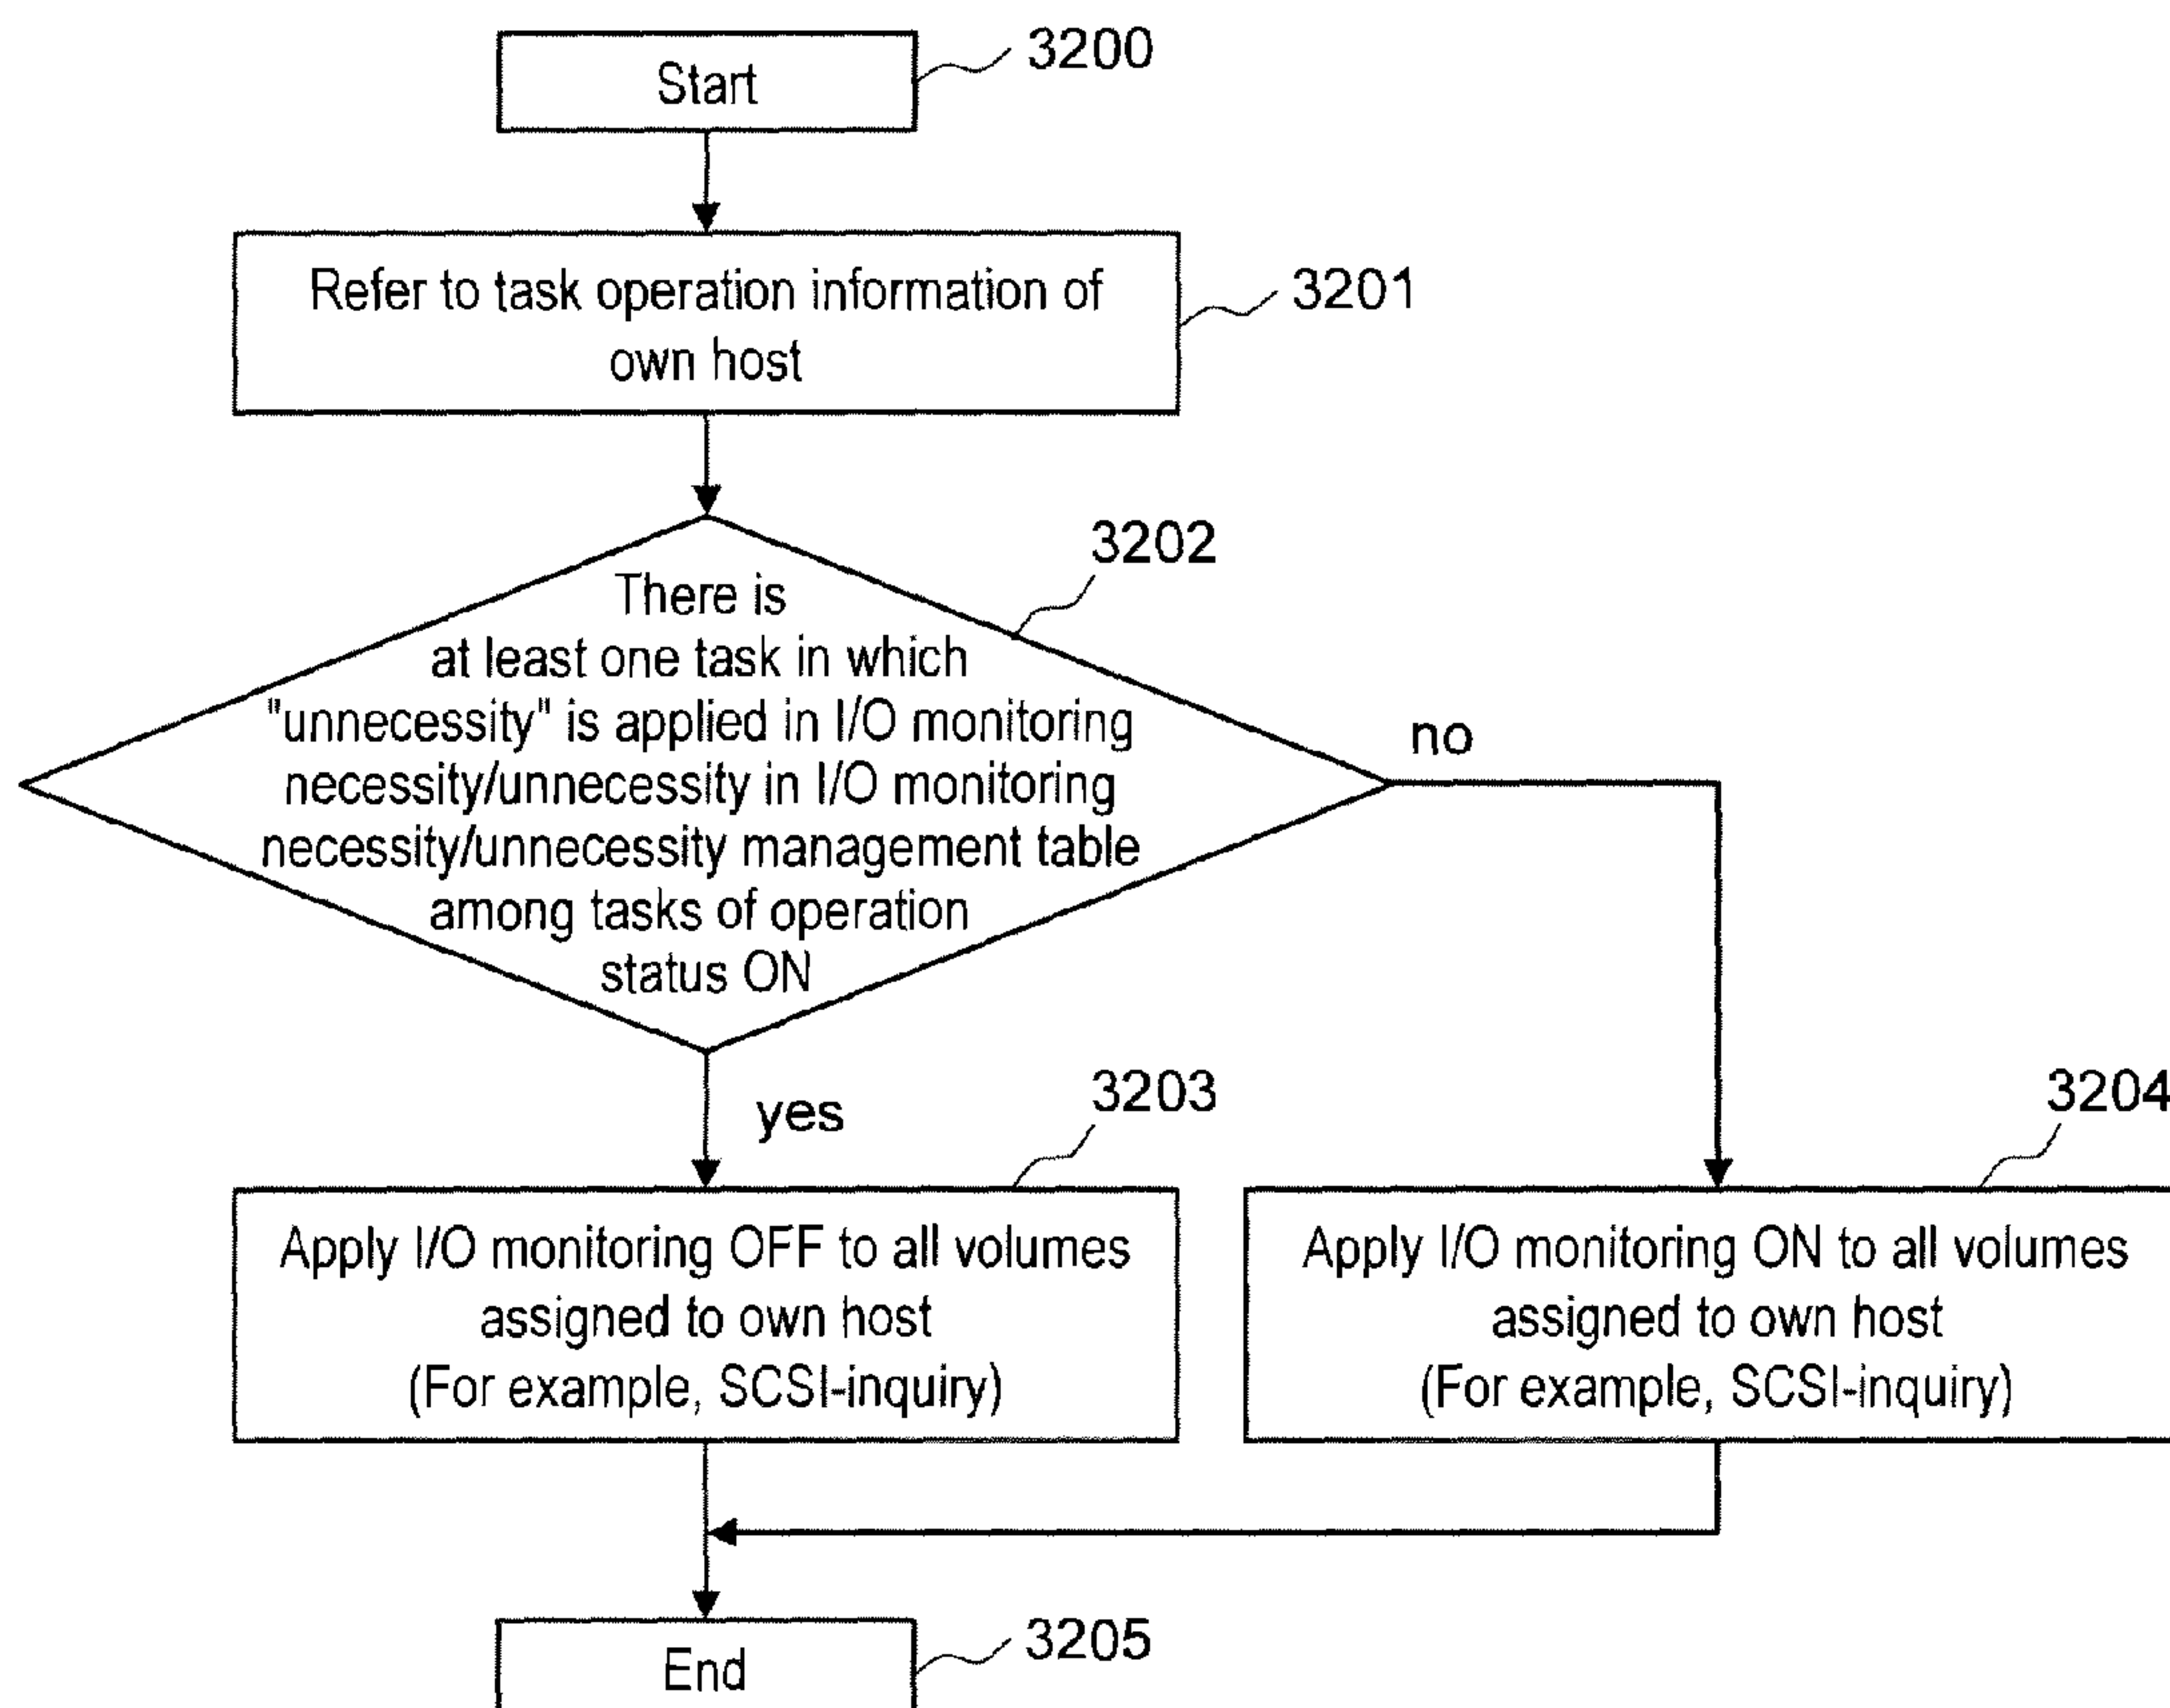 Start
3200
Refer to task operation information of
own host
3201
3202
There is
at least one task in which
"unnecessity" is applied in I/O monitoring
necessity/unnecessity in I/O monitoring
necessity/unnecessity management table
among tasks of operation
status ON
no
yes
3203
Apply I/O monitoring OFF to all volumes
assigned to own host
(For example, SCSI-inquiry)
3204
Apply I/O monitoring ON to all volumes
assigned to own host
(For example, SCSI-inquiry)
End
3205